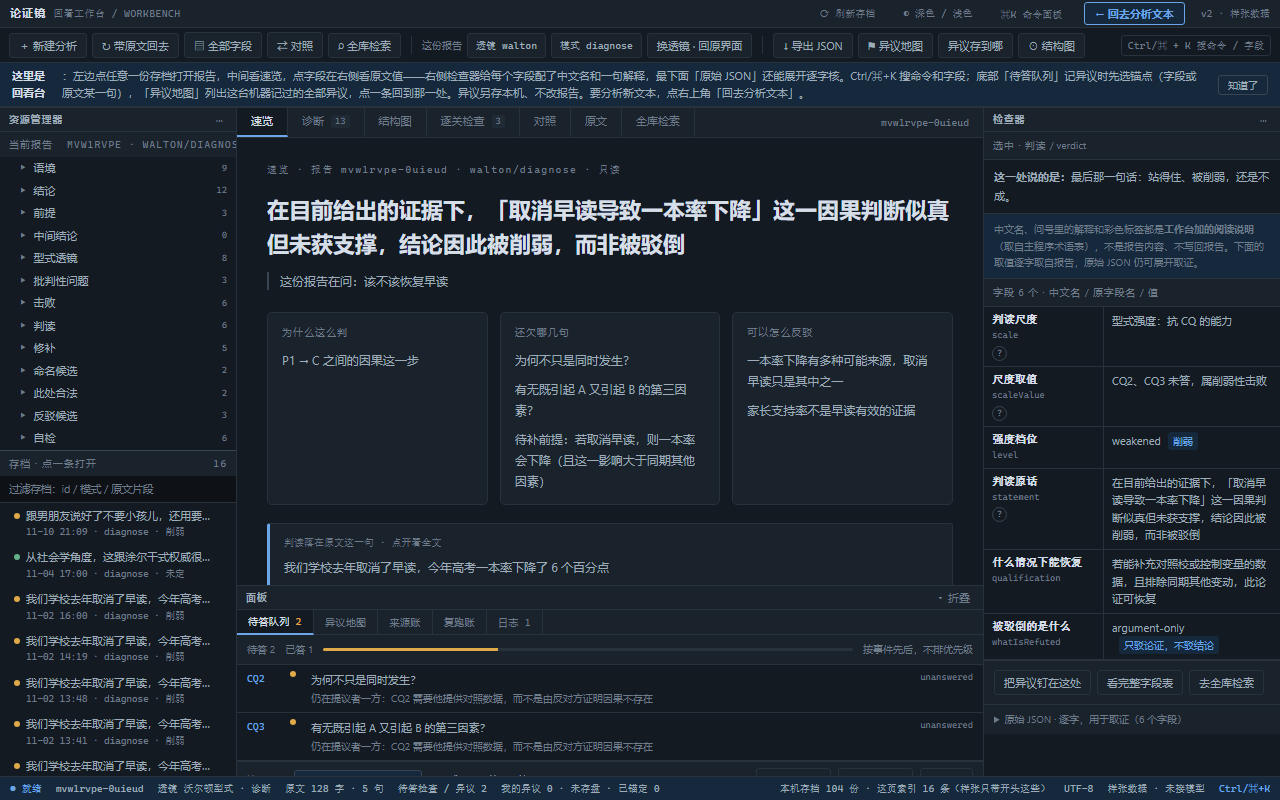 论证镜 回看工作台 / WORKBENCH
刷新存档 深色 / 浅色 ⌘K 命令面板 ← 回去分析文本 v2 · 样张数据
+ 新建分析 ↻ 带原文回去 全部字段 ⇄ 对照 全库检索 这份报告 透镜 walton 模式 diagnose 换透镜 · 回原界面 ↓ 导出 JSON ⚑ 异议地图 异议存到哪 ⊙ 结构图 Ctrl/⌘ + K 搜命令 / 字段
这里是回看台
：左边点任意一份存档打开报告，中间看速览，点字段在右侧看原文值——右侧检查器给每个字段配了中文名和一句解释，最下面「原始 JSON」还能展开逐字核。Ctrl/⌘+K 搜命令和字段；底部「待答队列」记异议时先选锚点（字段或
原文某一句），「异议地图」列出这台机器记过的全部异议，点一条回到那一处。异议另存本机、不改报告。要分析新文本，点右上角「回去分析文本」。
知道了
资源管理器 …
当前报告 MVW1RVPE · WALTON/DIAGNOS
▸ 语境 9
▸ 结论 12
▸ 前提 3
▸ 中间结论 0
▸ 型式透镜 8
▸ 批判性问题 3
▸ 击败 6
▸ 判读 6
▸ 修补 5
▸ 命名候选 2
▸ 此处合法 2
▸ 反驳候选 3
▸ 自检 6
存档 · 点一条打开 16
过滤存档：id / 模式 / 原文片段
跟男朋友说好了不要小孩儿，还用要…
11-10 21:09 · diagnose · 削弱
从社会学角度，这跟涂尔干式权威很…
11-04 17:00 · diagnose · 未定
我们学校去年取消了早读，今年高考…
11-02 16:00 · diagnose · 削弱
我们学校去年取消了早读，今年高考…
11-02 14:19 · diagnose · 削弱
我们学校去年取消了早读，今年高考…
11-02 13:48 · diagnose · 削弱
我们学校去年取消了早读，今年高考…
11-02 13:41 · diagnose · 削弱
我们学校去年取消了早读，今年高考…
速览 诊断 13 结构图 逐关检查 3 对照 原文 全库检索 mvw1rvpe-0uieud
速览 · 报告 mvw1rvpe-0uieud · walton/diagnose · 只读
在目前给出的证据下，「取消早读导致一本率下降」这一因果判断似真
但未获支撑，结论因此被削弱，而非被驳倒
这份报告在问：该不该恢复早读
为什么这么判
P1 → C 之间的因果这一步
还欠哪几句
为何不只是同时发生？
有无既引起 A 又引起 B 的第三因
素？
待补前提：若取消早读，则一本率
会下降（且这一影响大于同期其他
因素）
可以怎么反驳
一本率下降有多种可能来源，取消
早读只是其中之一
家长支持率不是早读有效的证据
判读落在原文这一句 · 点开看全文
我们学校去年取消了早读，今年高考一本率下降了 6 个百分点
面板 折叠
待答队列 2 异议地图 来源账 复跑账 日志 1
待答 2 已答 1 按事件先后，不排优先级
CQ2 为何不只是同时发生？ unanswered
仍在提议者一方：CQ2 需要他提供对照数据，而不是由反对方证明因果不存在
CQ3 有无既引起 A 又引起 B 的第三因素？ unanswered
仍在提议者一方：CQ2 需要他提供对照数据，而不是由反对方证明因果不存在
检查器 …
选中 · 判读 / verdict
这一处说的是：最后那一句话：站得住、被削弱，还是不
成。
中文名、问号里的解释和彩色标签都是工作台加的阅读说明
（取自主程序术语表），不是报告内容、不写回报告。下面的
取值逐字取自报告，原始 JSON 仍可展开取证。
字段 6 个 · 中文名 / 原字段名 / 值
判读尺度 型式强度：抗 CQ 的能力
scale
?
尺度取值 CQ2、CQ3 未答，属削弱性击败
scaleValue
?
强度档位 weakened 削弱
level
判读原话
statement
?
在目前给出的证据下，「取消早
读导致一本率下降」这一因果判
断似真但未获支撑，结论因此被
削弱，而非被驳倒
什么情况下能恢复
qualification
若能补充对照校或控制变量的数
据，且排除同期其他变动，此论
证可恢复
被驳倒的是什么 argument-only
whatIsRefuted 只驳论证，不驳结论
把异议钉在这处 看完整字段表 去全库检索
▶ 原始 JSON · 逐字，用于取证（6 个字段）
● 就绪 mvw1rvpe-0uieud 透镜 沃尔顿型式 · 诊断 原文 128 字 · 5 句 待答检查 / 异议 2 我的异议 0 · 未存盘 · 已锚定 0 本机存档 104 份 · 这页索引 16 条（样张只带开头这些） UTF-8 样张数据 · 未接模型 Ctrl/⌘+K